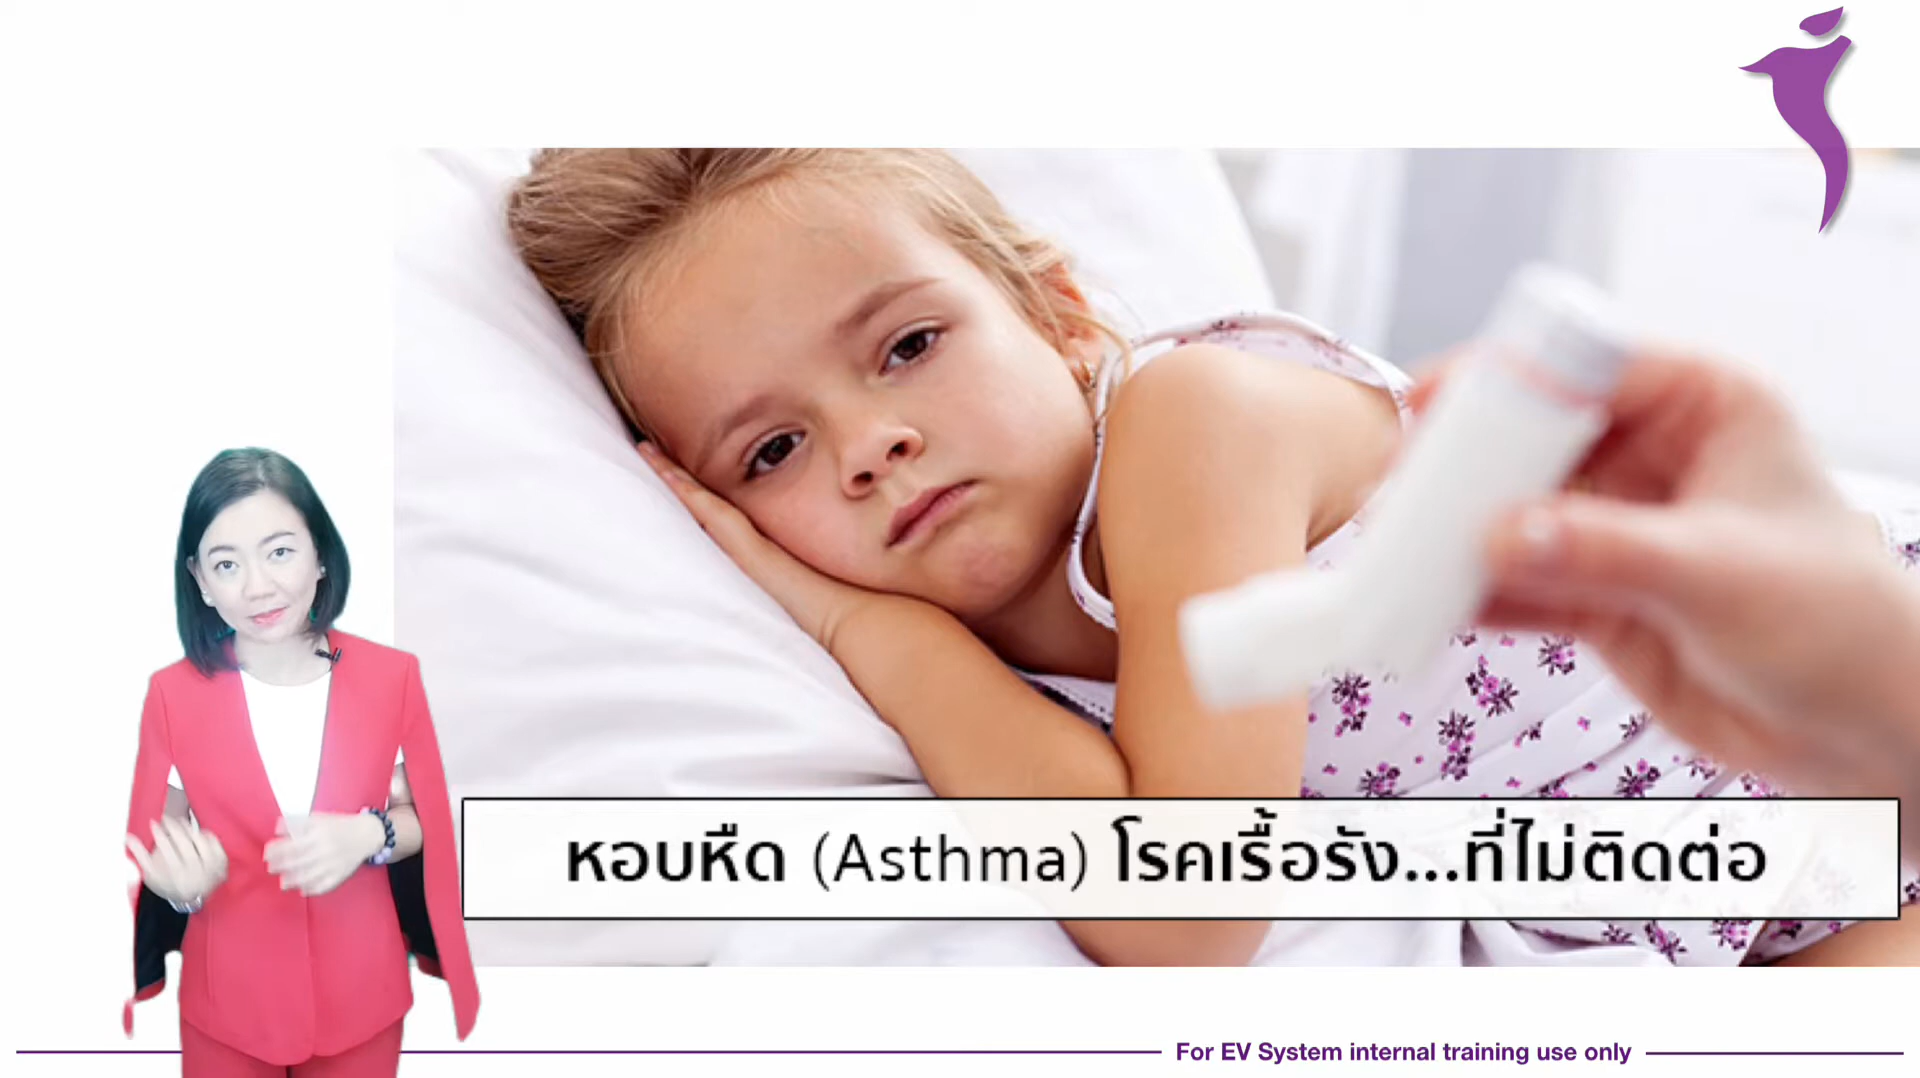 หอบหืด (Asthma) โรคเรื้อรัง...ที่ไม่ติดต่อ
For EV System internal training use only